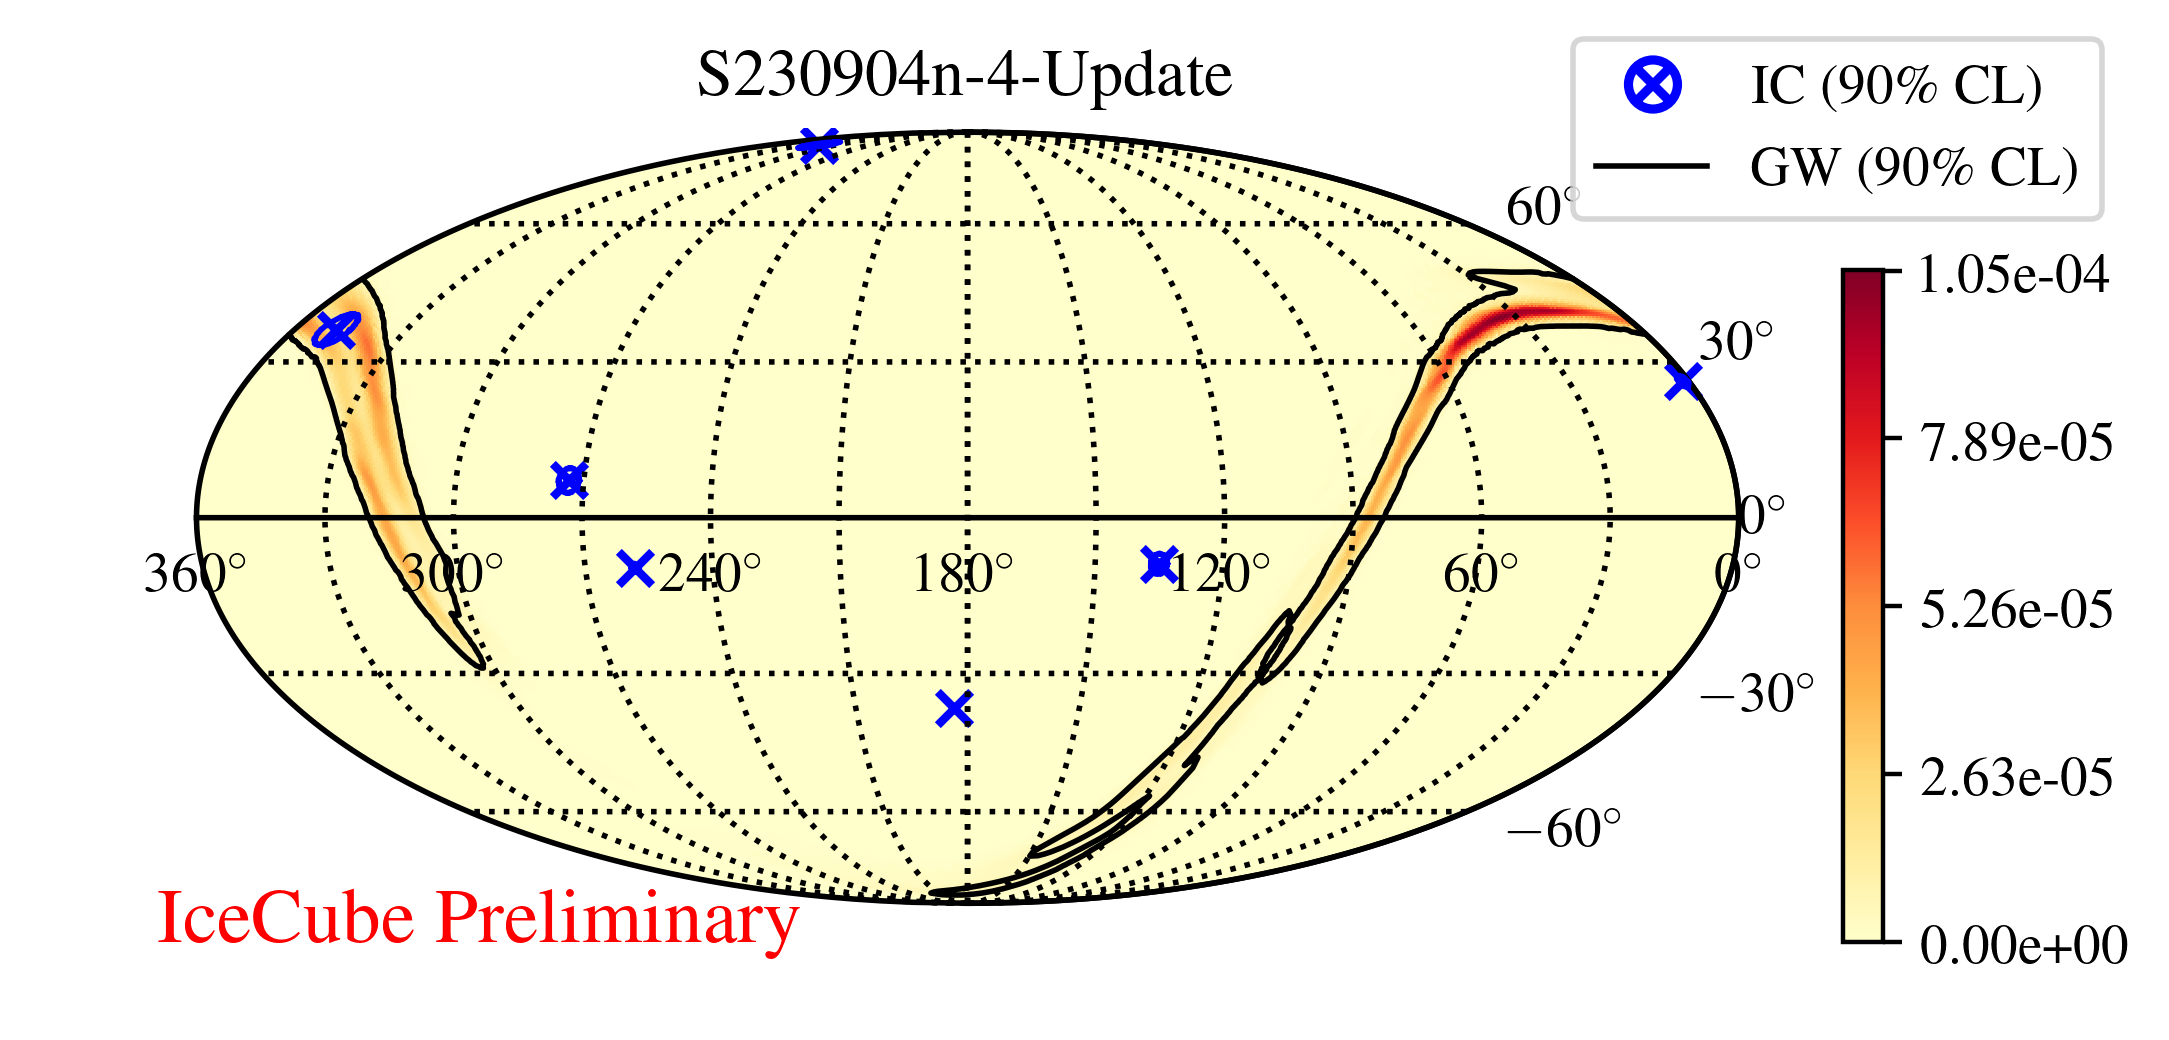 S230904n-4-Update
IC (90% CL)
GW (90% CL)
60°
30°
0°
360° 300° 240° 180° 120° 60° 0°
−30°
−60°
1.05e-04
7.89e-05
5.26e-05
2.63e-05
0.00e+00
IceCube Preliminary